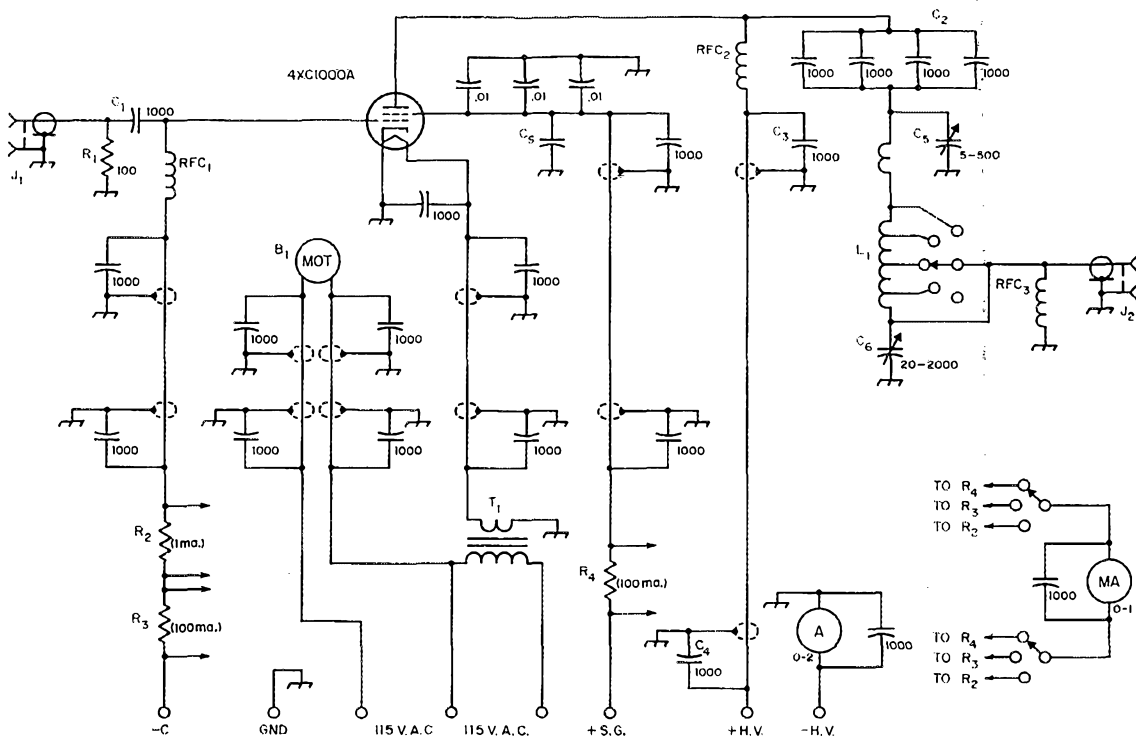 4XC1000A
C1
1000
J1
R1
100
RFC1
1000
B1
MOT
1000
1000
1000
1000
1000
1000
.01
.01
.01
C5
1000
1000
1000
1000
1000
RFC2
C3
1000
C2
1000
1000
1000
1000
C5
5-500
L1
RFC3
J2
C6
20-2000
R2
(1ma.)
R3
(100ma.)
T1
R4
(100ma.)
C4
1000
A
0-2
1000
TO R4
TO R3
TO R2
1000
MA
0-1
TO R4
TO R3
TO R2
-C
GND
115 V. A.C
115 V. A. C.
+ S. G.
+H.V.
-H.V.